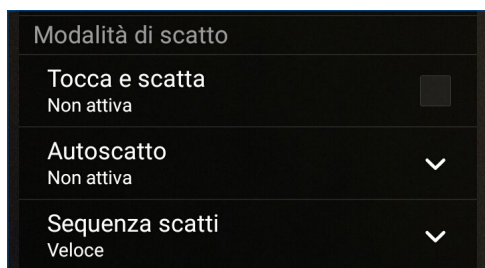 Modalità di scatto
Tocca e scatta
Non attiva
Autoscatto
Non attiva
Sequenza scatti
Veloce